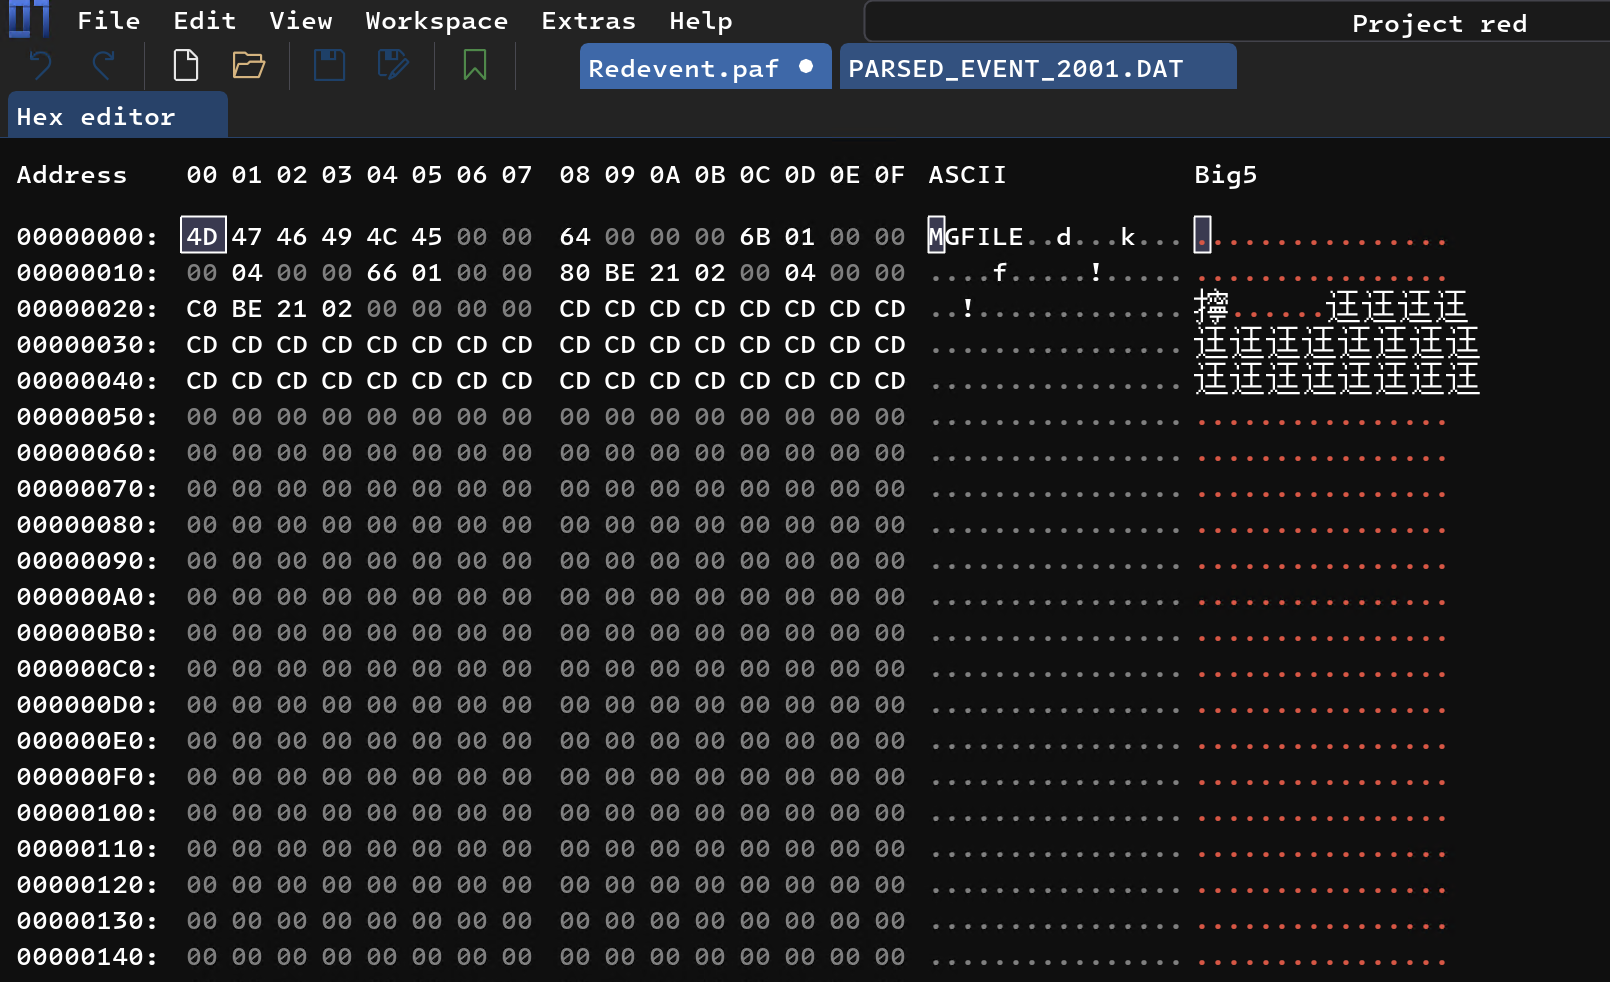 File Edit View Workspace Extras Help Project red
Redevent.paf PARSED_EVENT_2001.DAT
Hex editor
Address 00 01 02 03 04 05 06 07 08 09 0A 0B 0C 0D 0E 0F ASCII Big5
00000000: 4D 47 46 49 4C 45 00 00 64 00 00 00 6B 01 00 00 MGFILE..d...k... ................
00000010: 00 04 00 00 66 01 00 00 80 BE 21 02 00 04 00 00 ....f.....!..... ................
00000020: C0 BE 21 02 00 00 00 00 CD CD CD CD CD CD CD CD ..!............. 擰......迋迋迋迋
00000030: CD CD CD CD CD CD CD CD CD CD CD CD CD CD CD CD ................ 迋迋迋迋迋迋迋迋
00000040: CD CD CD CD CD CD CD CD CD CD CD CD CD CD CD CD ................ 迋迋迋迋迋迋迋迋
00000050: 00 00 00 00 00 00 00 00 00 00 00 00 00 00 00 00 ................ ................
00000060: 00 00 00 00 00 00 00 00 00 00 00 00 00 00 00 00 ................ ................
00000070: 00 00 00 00 00 00 00 00 00 00 00 00 00 00 00 00 ................ ................
00000080: 00 00 00 00 00 00 00 00 00 00 00 00 00 00 00 00 ................ ................
00000090: 00 00 00 00 00 00 00 00 00 00 00 00 00 00 00 00 ................ ................
000000A0: 00 00 00 00 00 00 00 00 00 00 00 00 00 00 00 00 ................ ................
000000B0: 00 00 00 00 00 00 00 00 00 00 00 00 00 00 00 00 ................ ................
000000C0: 00 00 00 00 00 00 00 00 00 00 00 00 00 00 00 00 ................ ................
000000D0: 00 00 00 00 00 00 00 00 00 00 00 00 00 00 00 00 ................ ................
000000E0: 00 00 00 00 00 00 00 00 00 00 00 00 00 00 00 00 ................ ................
000000F0: 00 00 00 00 00 00 00 00 00 00 00 00 00 00 00 00 ................ ................
00000100: 00 00 00 00 00 00 00 00 00 00 00 00 00 00 00 00 ................ ................
00000110: 00 00 00 00 00 00 00 00 00 00 00 00 00 00 00 00 ................ ................
00000120: 00 00 00 00 00 00 00 00 00 00 00 00 00 00 00 00 ................ ................
00000130: 00 00 00 00 00 00 00 00 00 00 00 00 00 00 00 00 ................ ................
00000140: 00 00 00 00 00 00 00 00 00 00 00 00 00 00 00 00 ................ ................